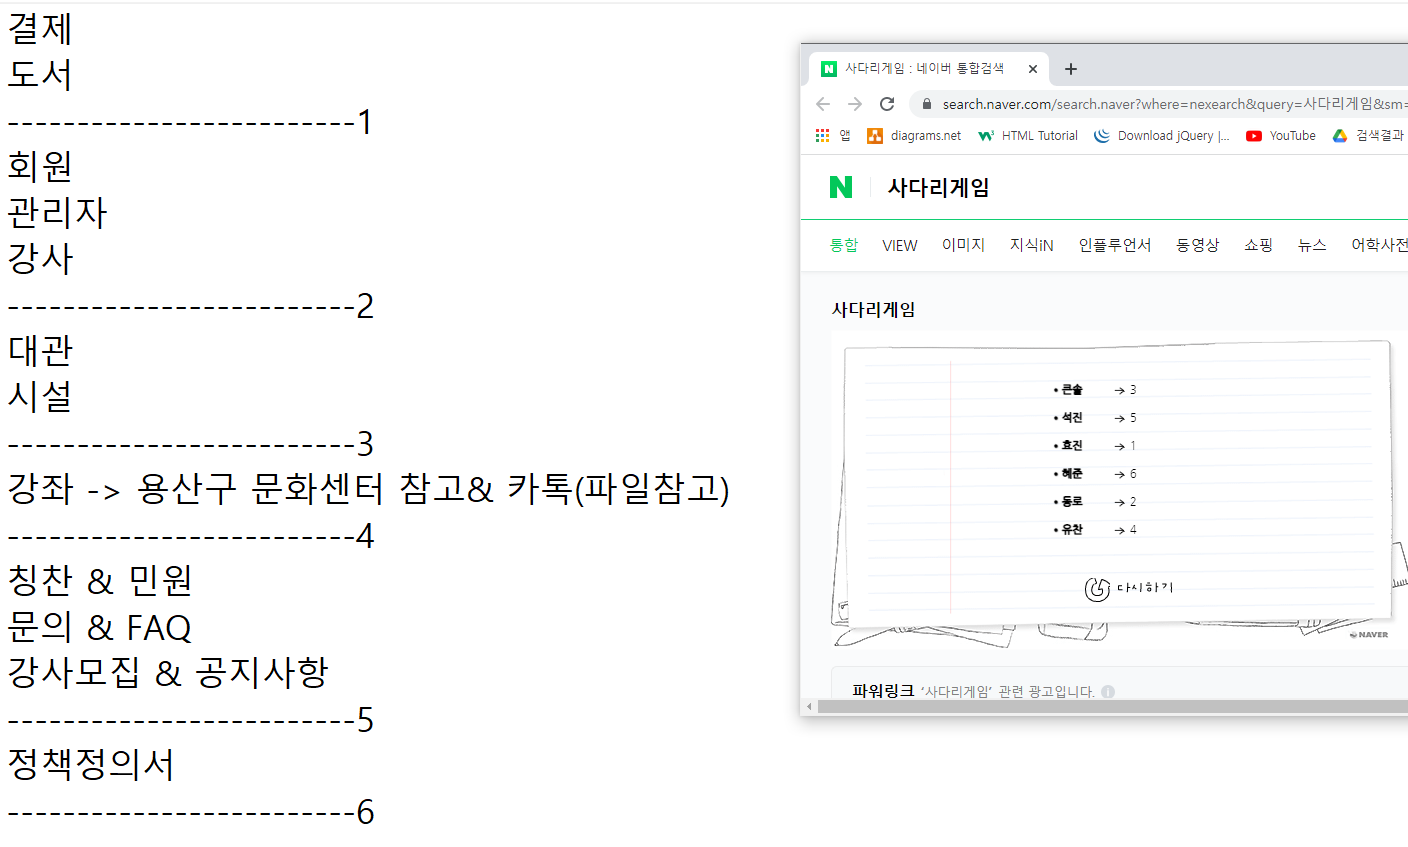 결제
도서
-------------------------1
회원
관리자
강사
-------------------------2
대관
시설
-------------------------3
강좌 -> 용산구 문화센터 참고& 카톡(파일참고)
-------------------------4
칭찬 & 민원
문의 & FAQ
강사모집 & 공지사항
-------------------------5
정책정의서
-------------------------6
사다리게임 : 네이버 통합검색
search.naver.com/search.naver?where=nexearch&query=사다리게임&sm=
앱 diagrams.net HTML Tutorial Download jQuery |... YouTube 검색결과
N 사다리게임
통합 VIEW 이미지 지식iN 인플루언서 동영상 쇼핑 뉴스 어학사전
사다리게임
• 큰솔 → 3
• 석진 → 5
• 효진 → 1
• 혜준 → 6
• 동로 → 2
• 유찬 → 4
다시하기
NAVER
파워링크 '사다리게임' 관련 광고입니다.